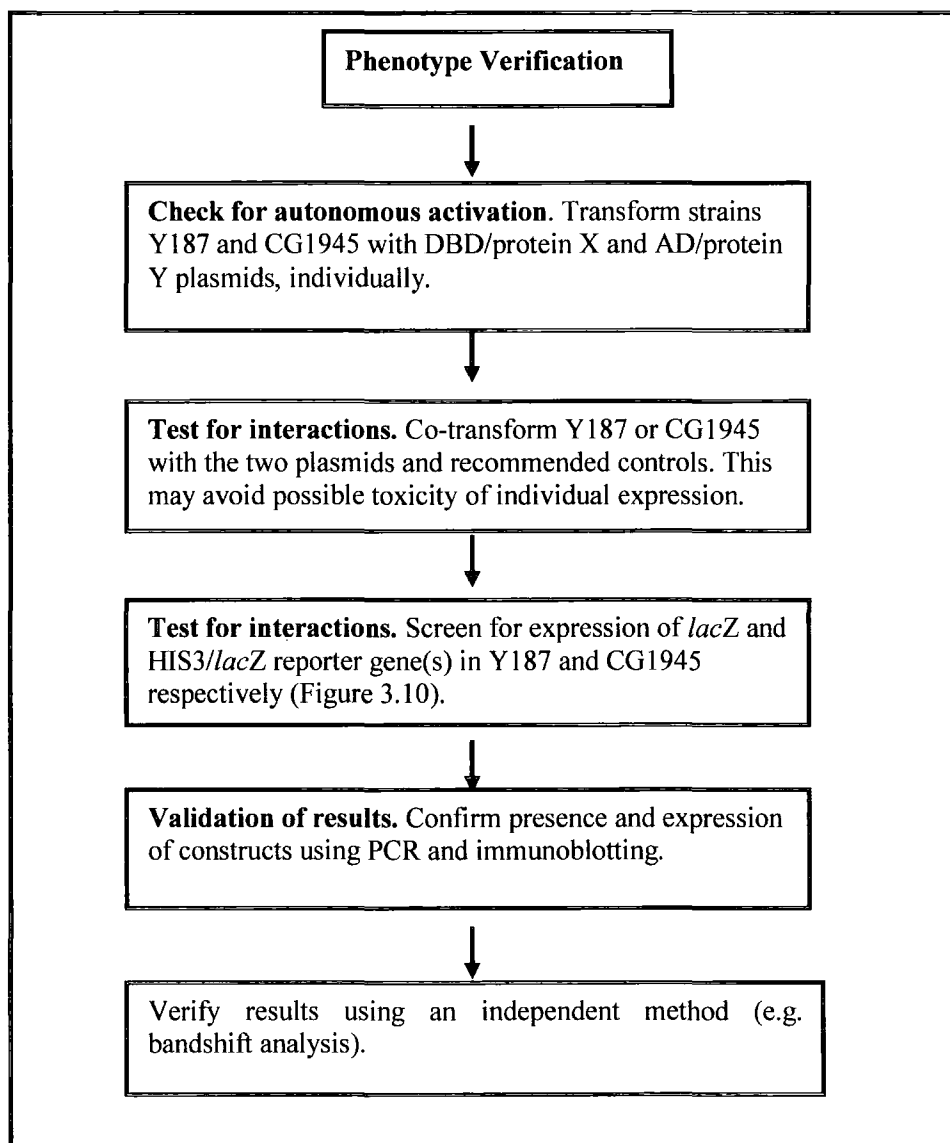 Phenotype Verification
Check for autonomous activation. Transform strains
Y187 and CG1945 with DBD/protein X and AD/protein
Y plasmids, individually.
Test for interactions. Co-transform Y187 or CG1945
with the two plasmids and recommended controls. This
may avoid possible toxicity of individual expression.
Test for interactions. Screen for expression of lacZ and
HIS3/lacZ reporter gene(s) in Y187 and CG1945
respectively (Figure 3.10).
Validation of results. Confirm presence and expression
of constructs using PCR and immunoblotting.
Verify results using an independent method (e.g.
bandshift analysis).